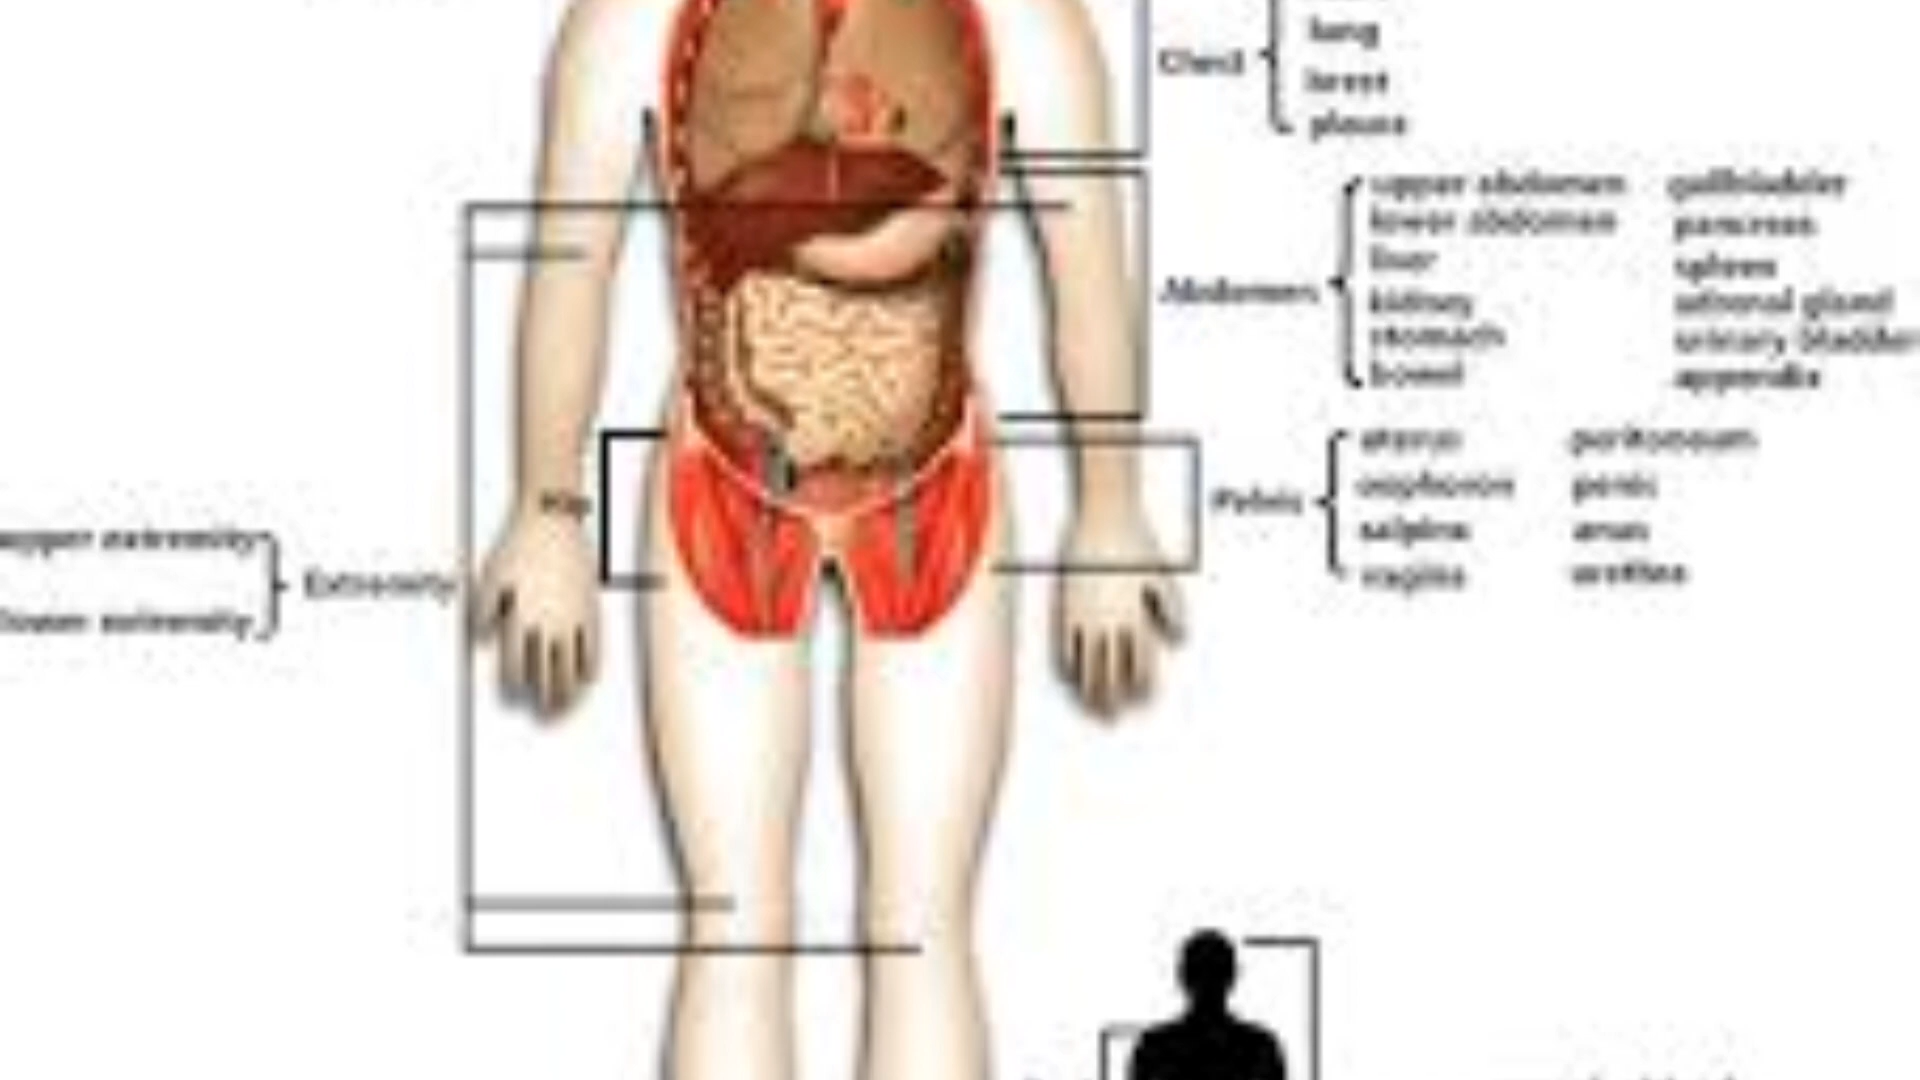 lung
Chest
breast
pleura
upper abdomen gallbladder
lower abdomen pancreas
liver spleen
Abdomen
kidney adrenal gland
stomach urinary bladder
bowel appendix
uterus peritoneum
oophoron penis
Hip
Pelvis
salpinx anus
upper extremity
vagina urethra
Extremity
lower extremity